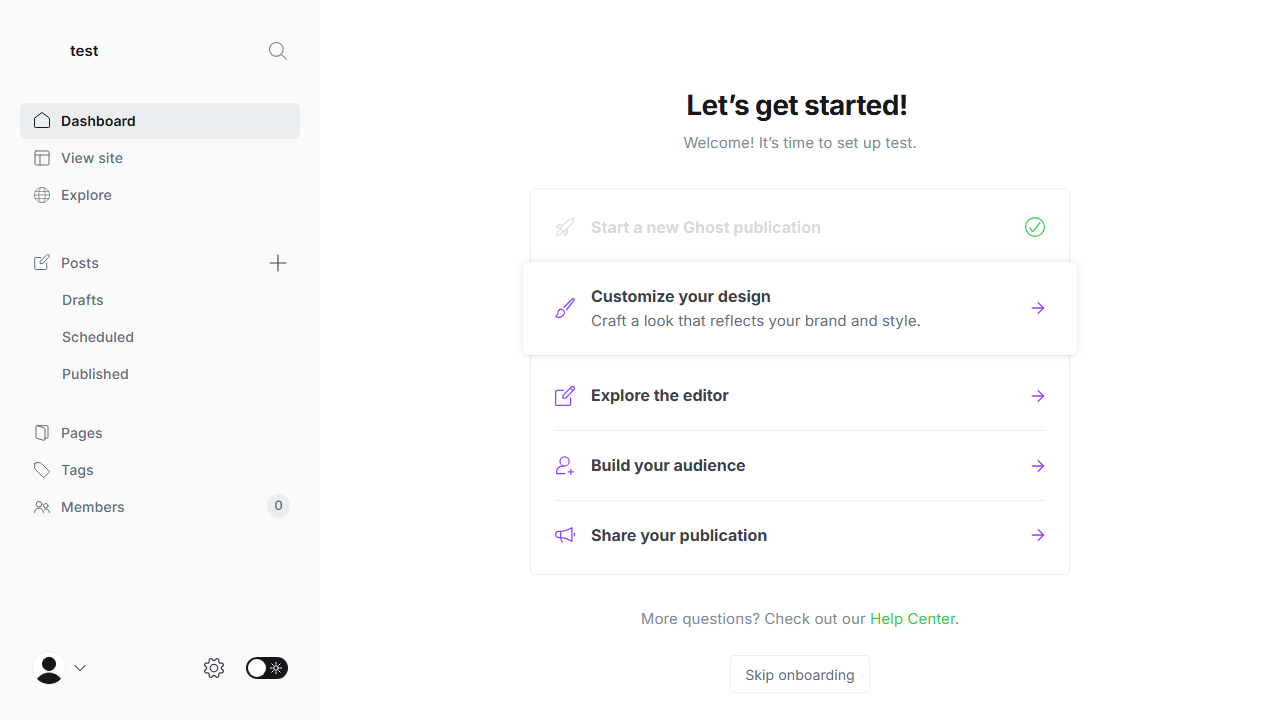 test
Dashboard
View site
Explore
Posts
Drafts
Scheduled
Published
Pages
Tags
Members
0
Let’s get started!
Welcome! It’s time to set up test.
Start a new Ghost publication
Customize your design
Craft a look that reflects your brand and style.
Explore the editor
Build your audience
Share your publication
More questions? Check out our Help Center.
Skip onboarding